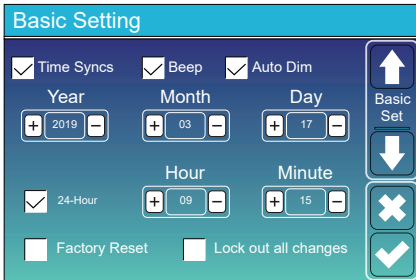 Basic Setting
Time Syncs Beep Auto Dim
Year Month Day
+ 2019 − + 03 − + 17 −
Basic
Set
Hour Minute
24-Hour + 09 − + 15 −
Factory Reset Lock out all changes